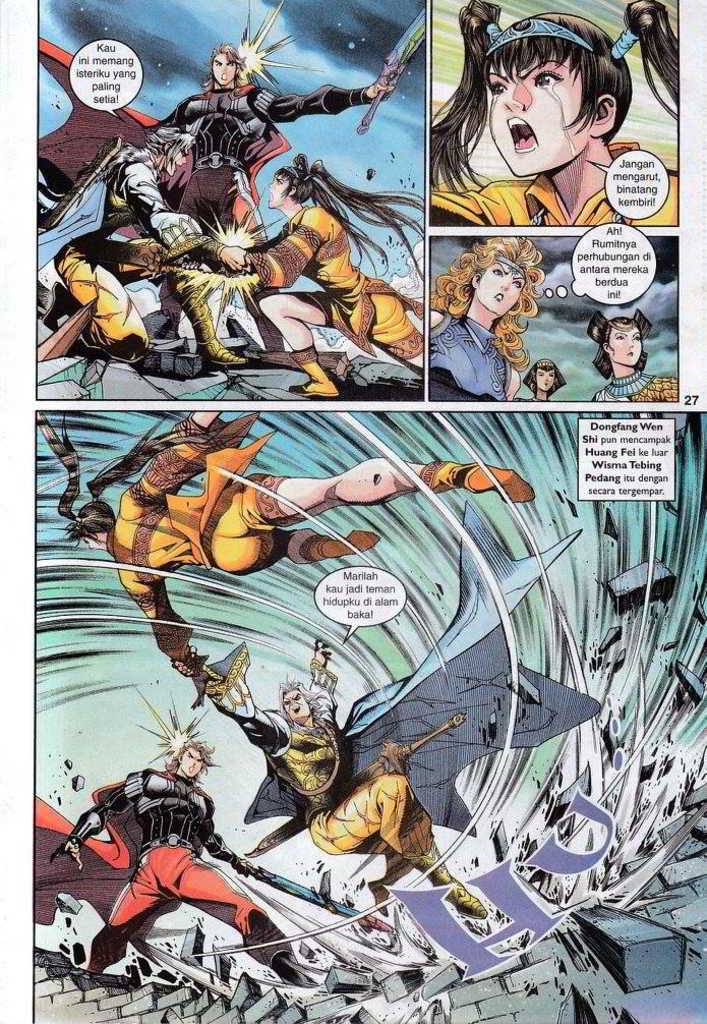 Kau
ini memang
isteriku yang
paling
setia!
Jangan
mengarut,
binatang
kembiri!
Ah!
Rumitnya
perhubungan di
antara mereka
berdua
ini!
27
Dongfang Wen
Shi pun mencampak
Huang Fei ke luar
Wisma Tebing
Pedang itu dengan
secara tergempar.
Marilah
kau jadi teman
hidupku di alam
baka!